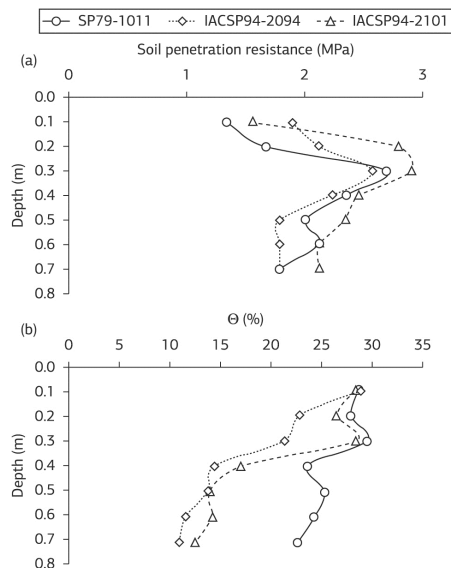 SP79-1011 IACSP94-2094 IACSP94-2101
Soil penetration resistance (MPa)
(a)
0 1 2 3
0.0
0.1
0.2
0.3
0.4
0.5
0.6
0.7
0.8
Depth (m)
(b)
Θ (%)
0 5 10 15 20 25 30 35
0.0
0.1
0.2
0.3
0.4
0.5
0.6
0.7
0.8
Depth (m)